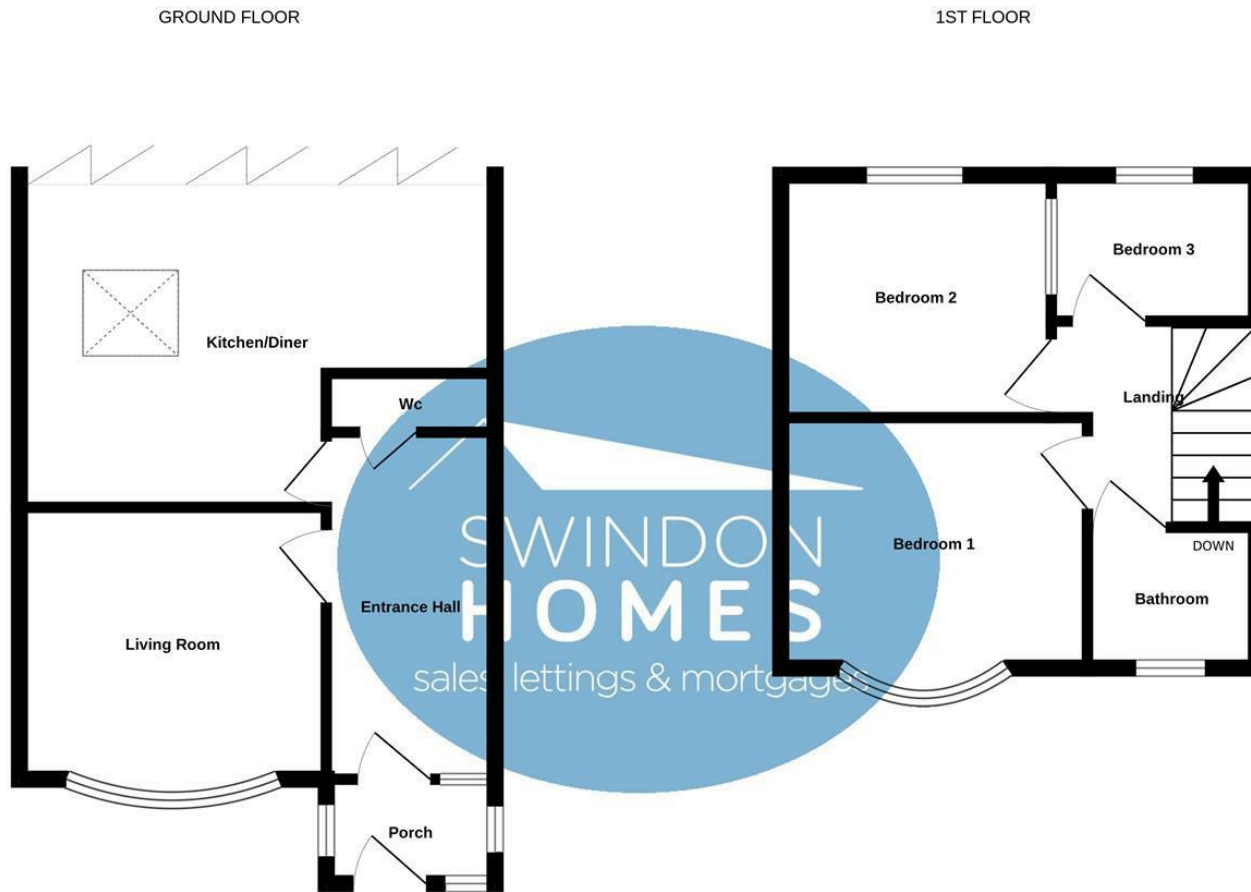 GROUND FLOOR
1ST FLOOR
Kitchen/Diner
Wc
Entrance Hall
Living Room
Porch
Bedroom 2
Bedroom 3
Landing
Bedroom 1
DOWN
Bathroom
SWINDON
HOMES
sales, lettings & mortgages